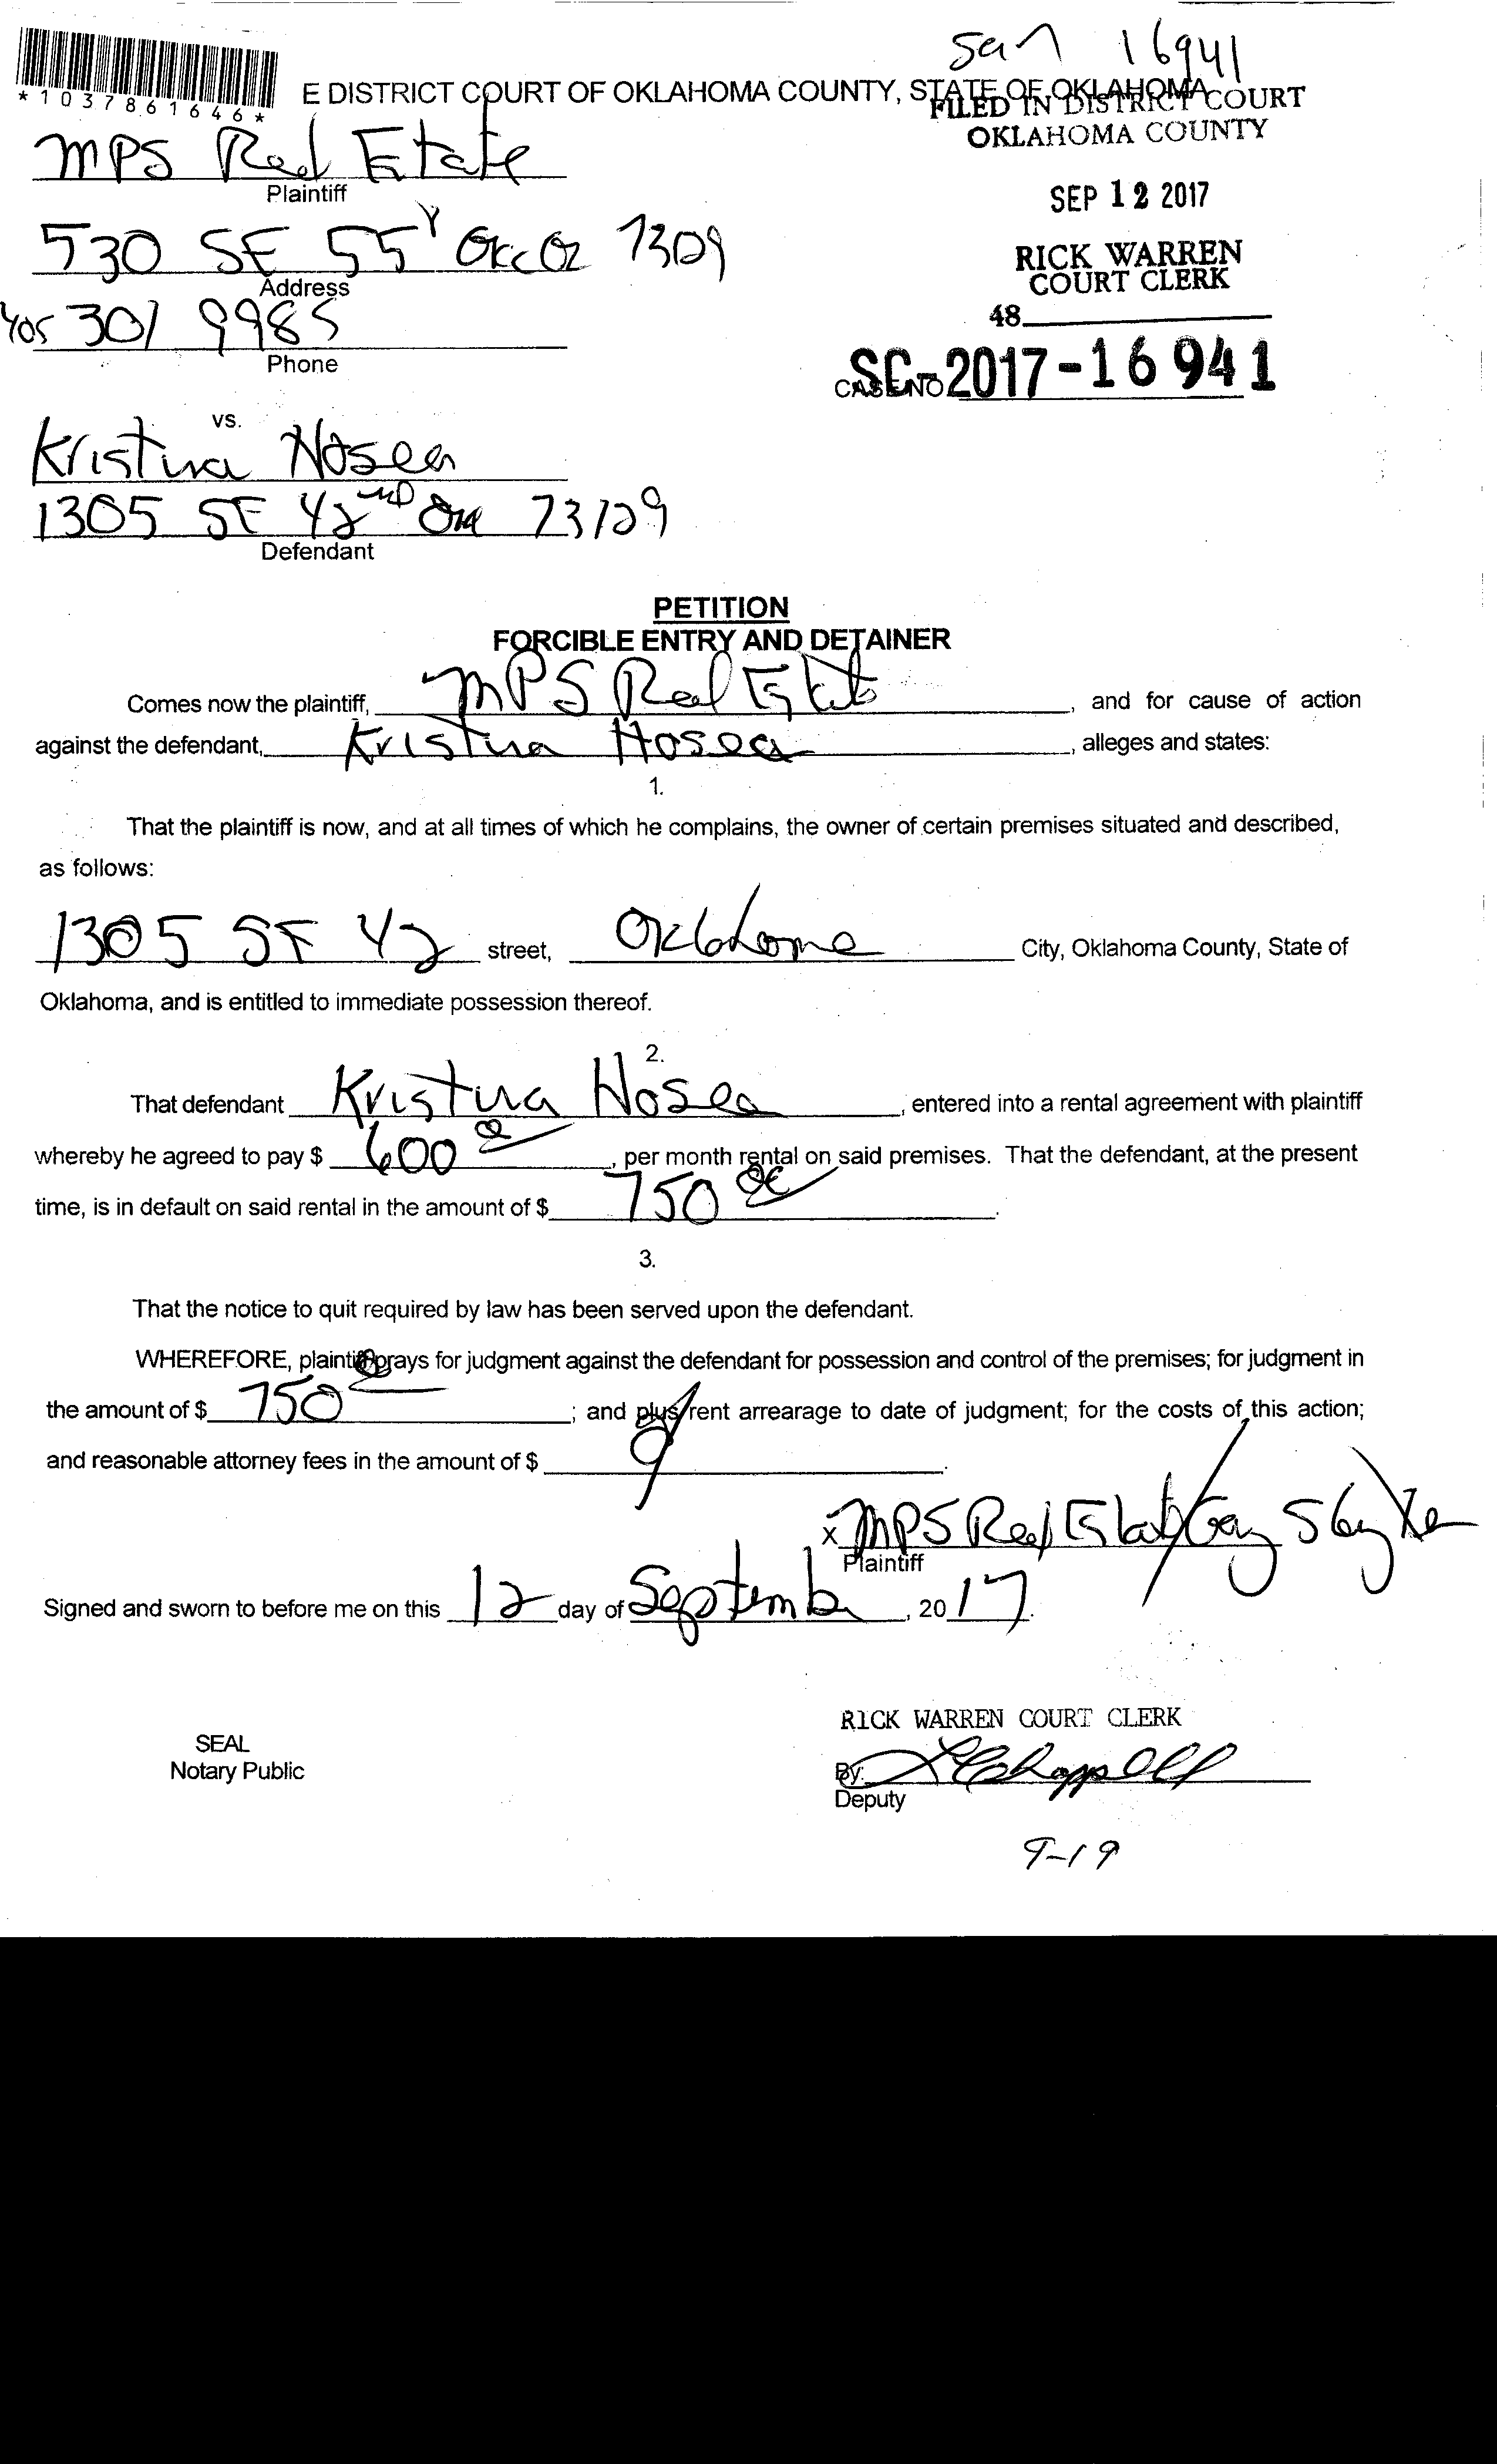 san 16941
*1037861646*
E DISTRICT COURT OF OKLAHOMA COUNTY, STATE OF OKLAHOMA
FILED IN DISTRICT COURT
OKLAHOMA COUNTY
MPS Real Estate
Plaintiff
SEP 12 2017
530 SE 55 OKC OK 7309
Address
RICK WARREN
COURT CLERK
405 301 9985
Phone
48
CASE NO SC-2017-16941
vs.
Kristina Hosea
1305 SE 42ND 73129
Defendant
PETITION
FORCIBLE ENTRY AND DETAINER
Comes now the plaintiff, MPS Real Estate, and for cause of action
against the defendant, Kristina Hosea, alleges and states:
1.
That the plaintiff is now, and at all times of which he complains, the owner of certain premises situated and described,
as follows:
1305 SE 42 street, Oklahoma City, Oklahoma County, State of
Oklahoma, and is entitled to immediate possession thereof.
2.
That defendant Kristina Hosea, entered into a rental agreement with plaintiff
whereby he agreed to pay $ 600 00, per month rental on said premises. That the defendant, at the present
time, is in default on said rental in the amount of $ 750 00.
3.
That the notice to quit required by law has been served upon the defendant.
WHEREFORE, plaintiff prays for judgment against the defendant for possession and control of the premises; for judgment in
the amount of $ 750 00; and plus rent arrearage to date of judgment; for the costs of this action;
and reasonable attorney fees in the amount of $ .
X MPS Real Estate/Gary
Plaintiff
Signed and sworn to before me on this 12 day of September, 2017.
RICK WARREN COURT CLERK
SEAL
Notary Public
By: Chappell
Deputy
9-19